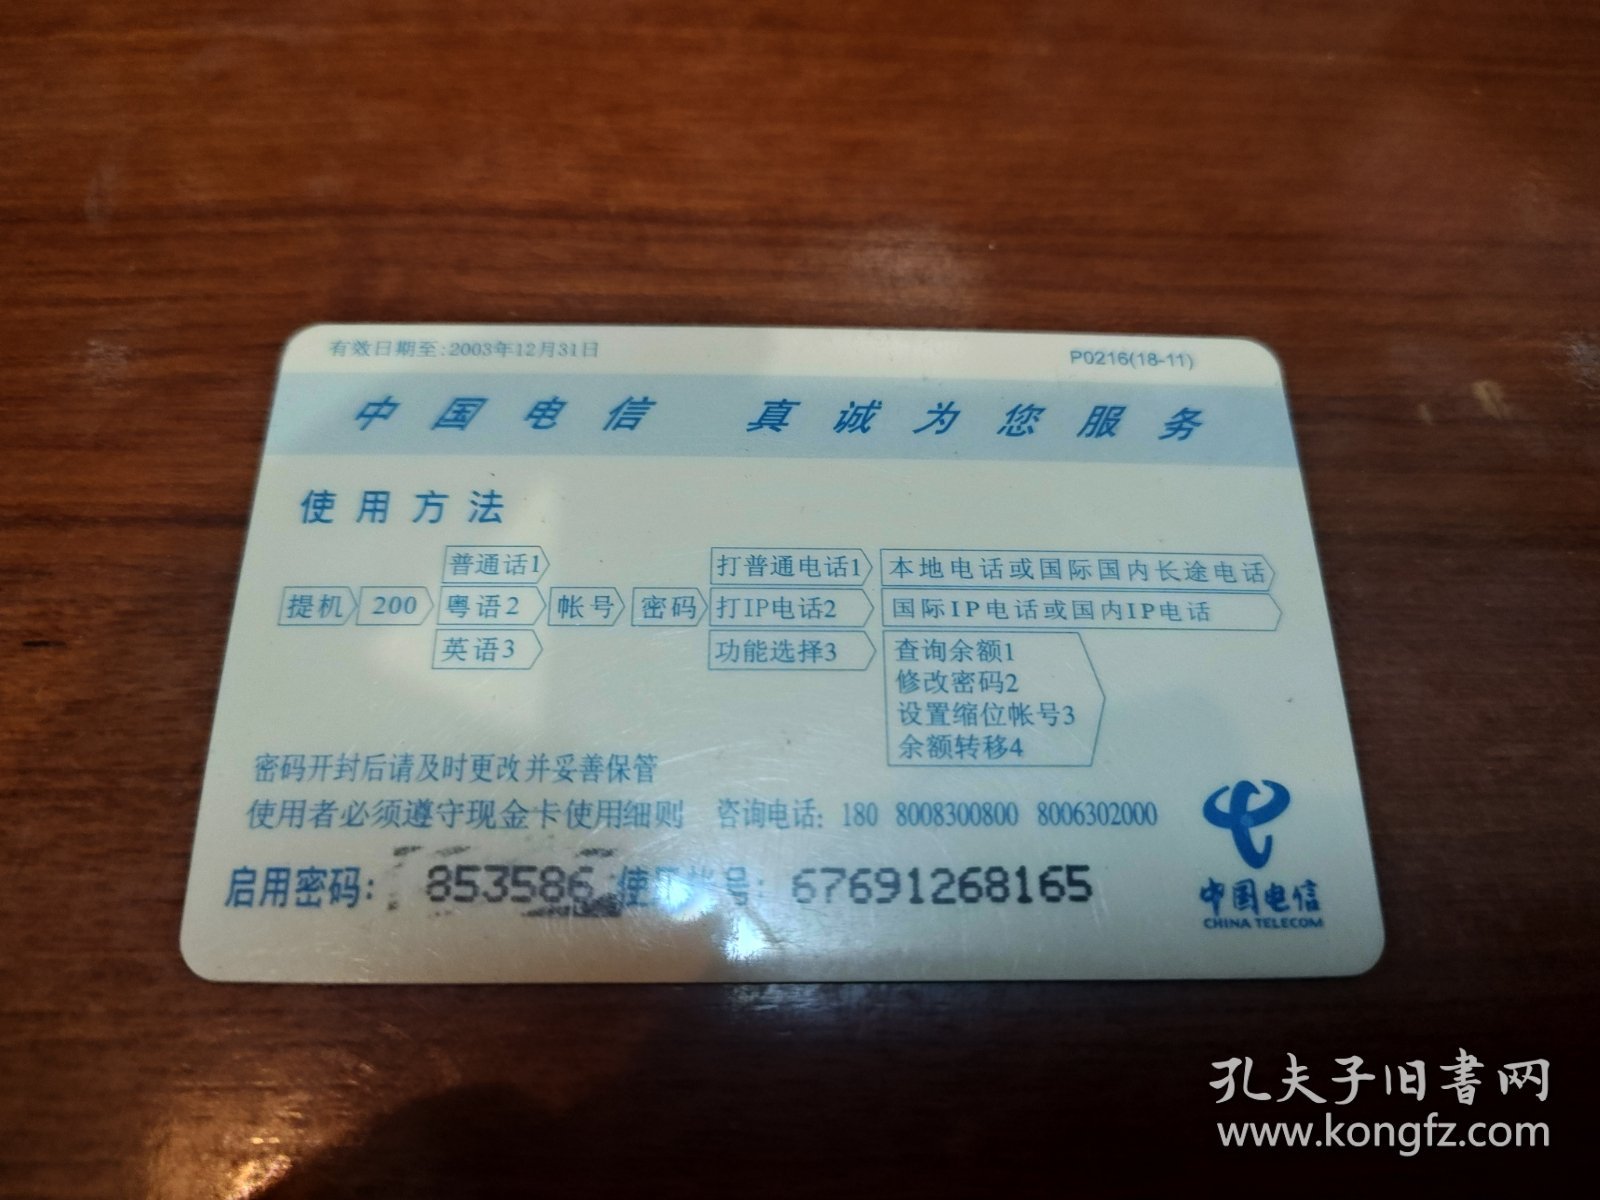 有效日期至:2003年12月31日 P0216(18-11)
中国电信 真诚为您服务
使用方法
普通话1 打普通电话1 本地电话或国际国内长途电话
提机 200 粤语2 帐号 密码 打IP电话2 国际IP电话或国内IP电话
英语3 功能选择3 查询余额1
修改密码2
设置缩位帐号3
余额转移4
密码开封后请及时更改并妥善保管
使用者必须遵守现金卡使用细则 咨询电话: 180 8008300800 8006302000
启用密码: 853586 使用帐号: 67691268165
中国电信
CHINA TELECOM
孔夫子旧书网
www.kongfz.com